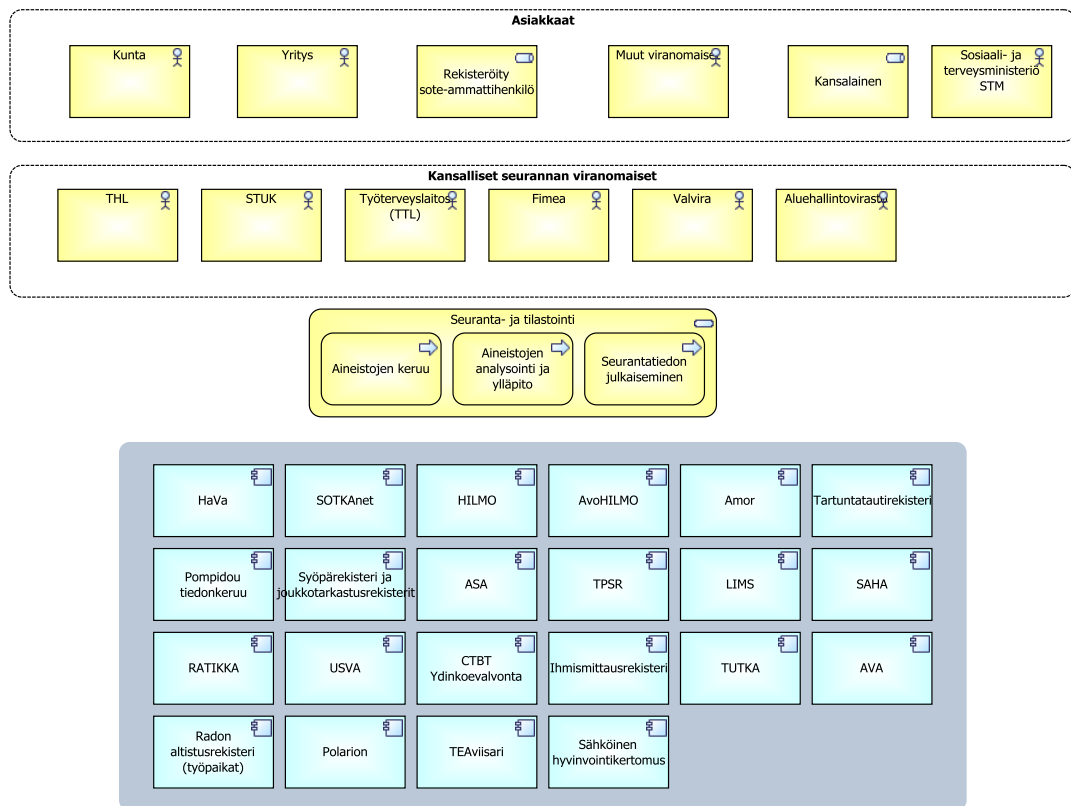 Asiakkaat
Kunta
Yritys
Rekisteröity
sote-ammattihenkilö
Muut viranomaiset
Kansalainen
Sosiaali- ja
terveysministeriö
STM
Kansalliset seurannan viranomaiset
THL
STUK
Työterveyslaitos
(TTL)
Fimea
Valvira
Aluehallintovirasto
Seuranta- ja tilastointi
Aineistojen keruu
Aineistojen
analysointi ja
ylläpito
Seurantatiedon
julkaiseminen
HaVa
SOTKAnet
HILMO
AvoHILMO
Amor
Tartuntatautirekisteri
Pompidou
tiedonkeruu
Syöpärekisteri ja
joukkotarkastusrekisterit
ASA
TPSR
LIMS
SAHA
RATIKKA
USVA
CTBT
Ydinkoevalvonta
Ihmismittausrekisteri
TUTKA
AVA
Radon
altistusrekisteri
(työpaikat)
Polarion
TEAviisari
Sähköinen
hyvinvointikertomus